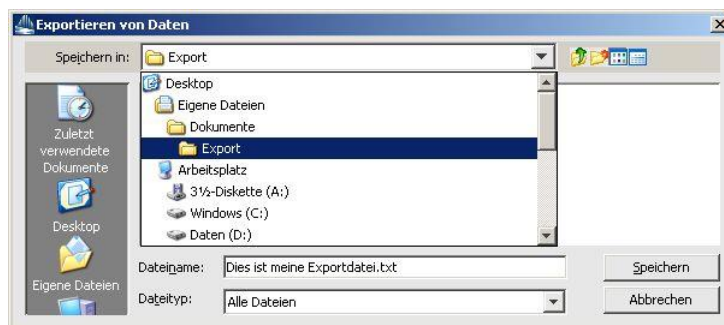 Exportieren von Daten
Speichern in: Export
Desktop
Eigene Dateien
Dokumente
Export
Arbeitsplatz
3½-Diskette (A:)
Windows (C:)
Daten (D:)
Zuletzt
verwendete
Dokumente
Desktop
Eigene Dateien
Dateiname: Dies ist meine Exportdatei.txt Speichern
Dateityp: Alle Dateien Abbrechen